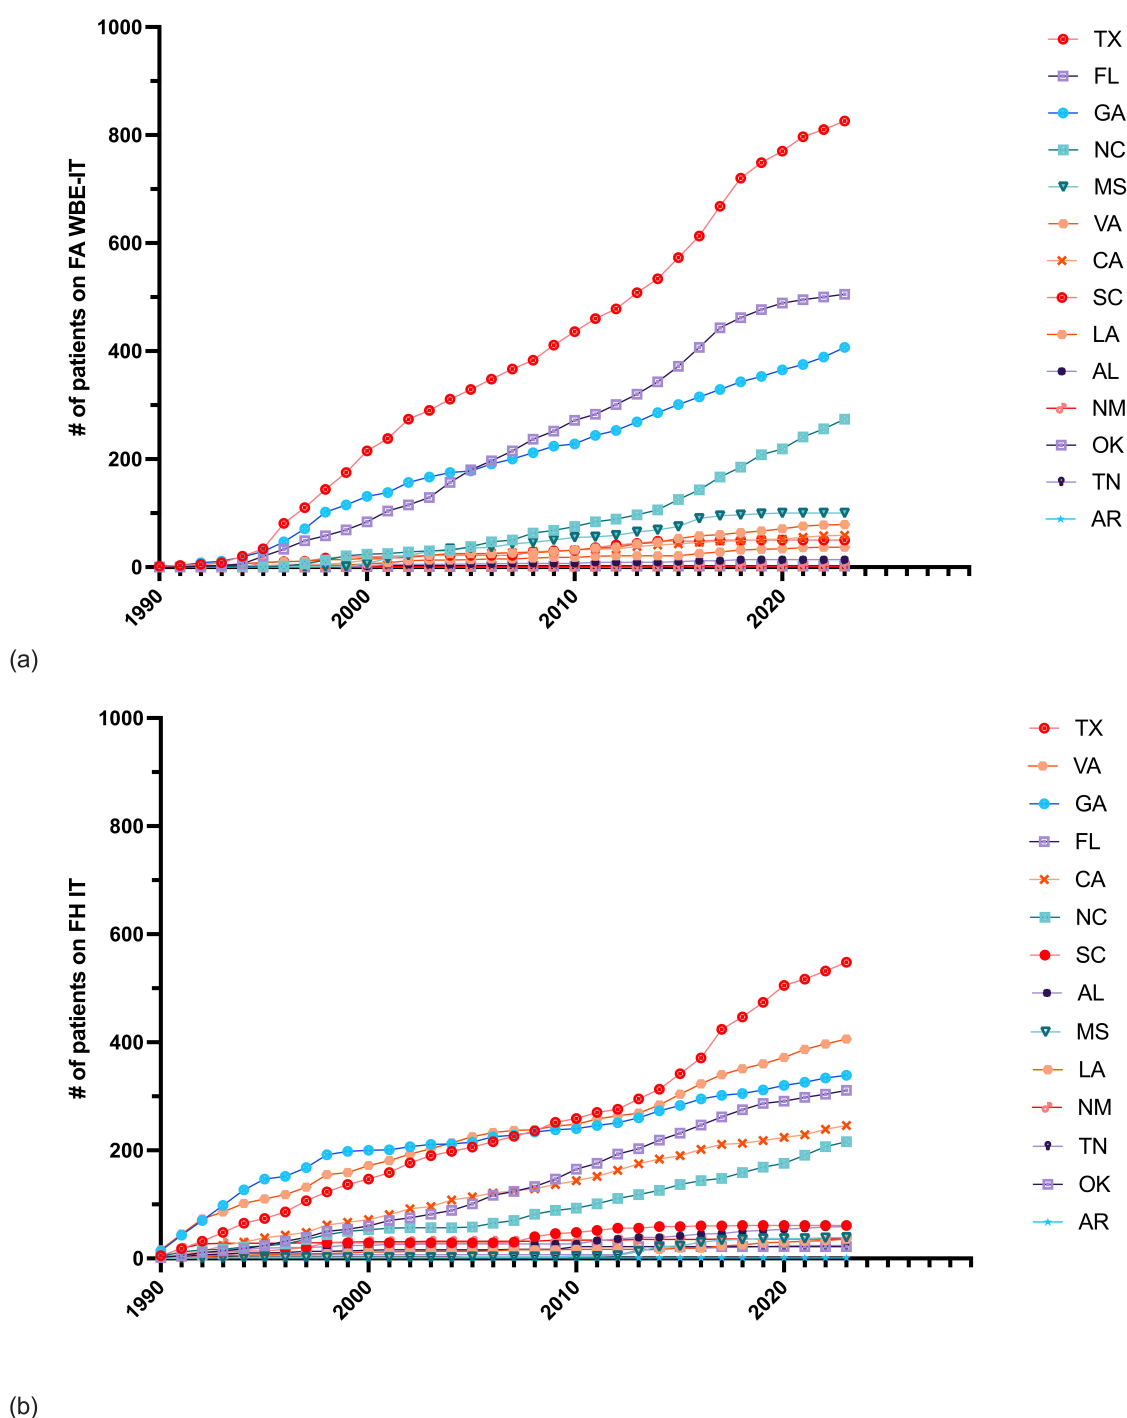 # of patients on FA WBE-IT
1000
800
600
400
200
0
1990
2000
2010
2020
TX
FL
GA
NC
MS
VA
CA
SC
LA
AL
NM
OK
TN
AR
(a)
# of patients on FH IT
1000
800
600
400
200
0
1990
2000
2010
2020
TX
VA
GA
FL
CA
NC
SC
AL
MS
LA
NM
TN
OK
AR
(b)